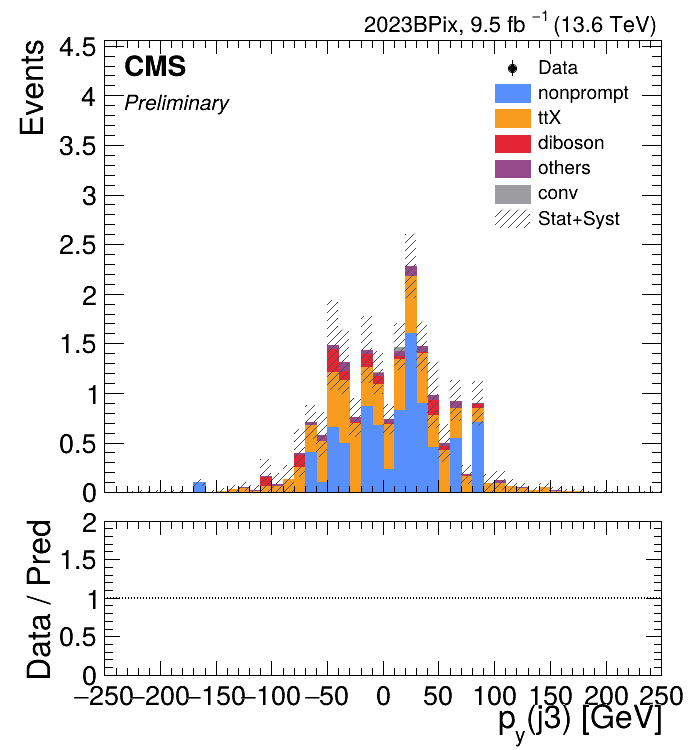 2023BPix, 9.5 fb⁻¹ (13.6 TeV)
CMS
Preliminary
Events
4.5
4
3.5
3
2.5
2
1.5
1
0.5
0
Data
nonprompt
ttX
diboson
others
conv
Stat+Syst
Data / Pred
2
1.5
1
0.5
0
−250 −200 −150 −100 −50 0 50 100 150 200 250
p_y(j3) [GeV]